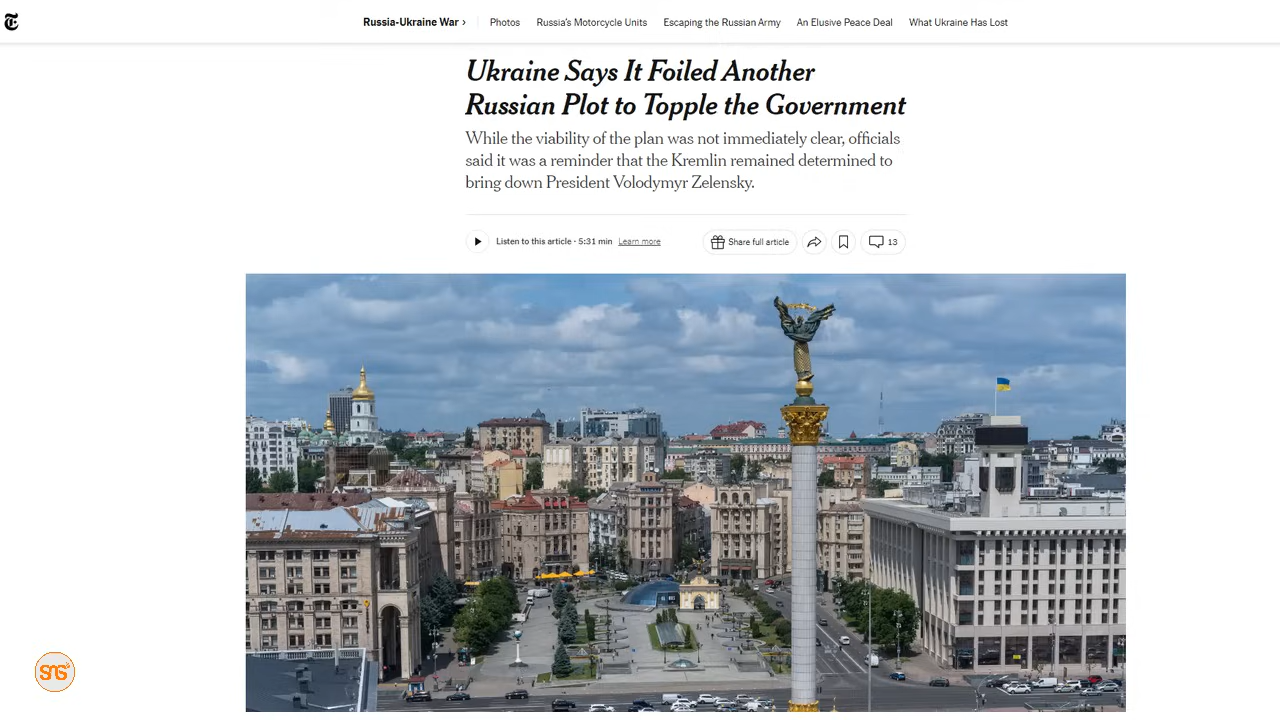 Russia-Ukraine War › Photos Russia's Motorcycle Units Escaping the Russian Army An Elusive Peace Deal What Ukraine Has Lost
Ukraine Says It Foiled Another
Russian Plot to Topple the Government
While the viability of the plan was not immediately clear, officials
said it was a reminder that the Kremlin remained determined to
bring down President Volodymyr Zelensky.
Listen to this article · 5:31 min Learn more Share full article 13
SNG